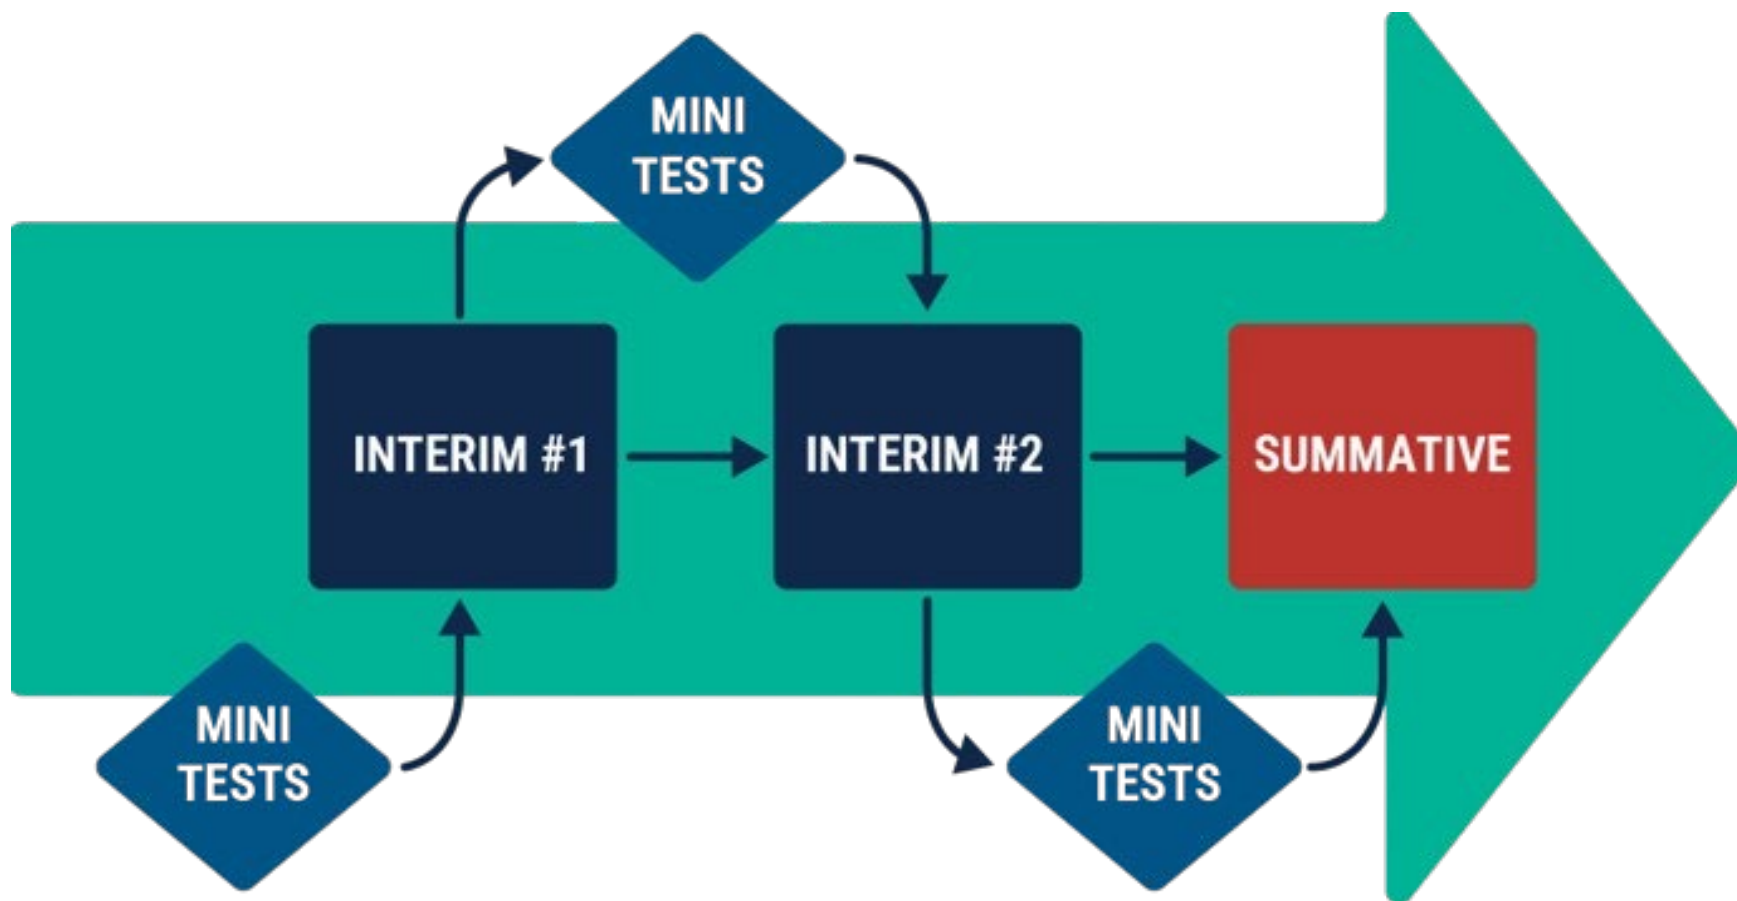 MINI
TESTS
INTERIM #1
INTERIM #2
SUMMATIVE
MINI
TESTS
MINI
TESTS